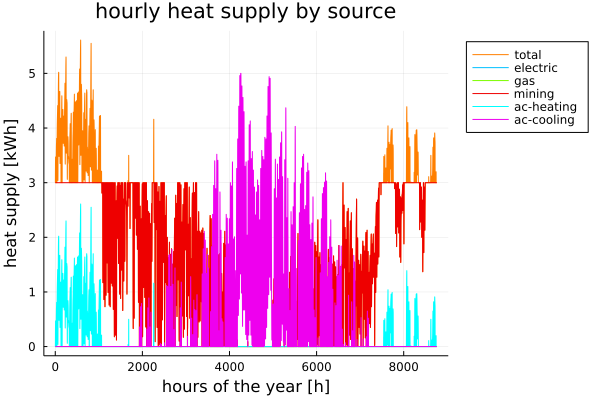 hourly heat supply by source
heat supply [kWh]
5
4
3
2
1
0
0
2000
4000
6000
8000
hours of the year [h]
total
electric
gas
mining
ac-heating
ac-cooling